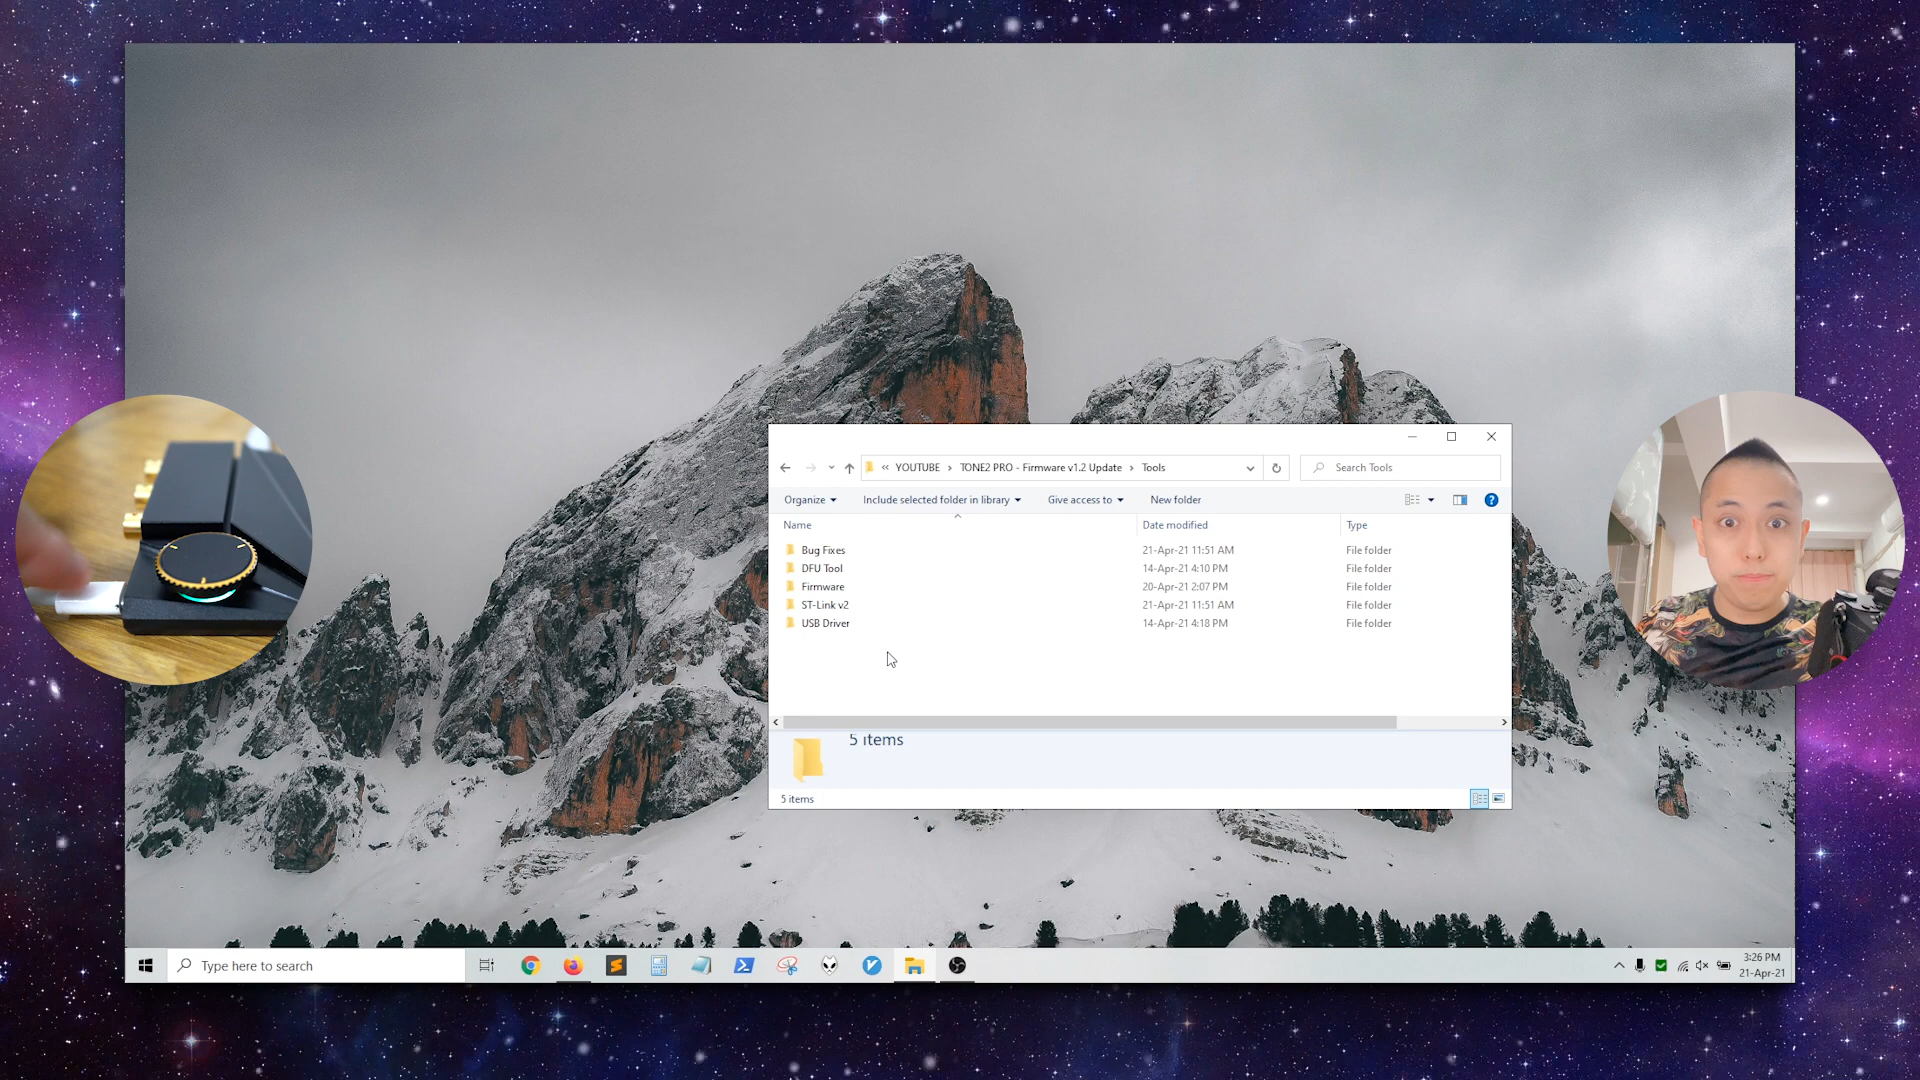 « YOUTUBE › TONE2 PRO - Firmware v1.2 Update › Tools
Search Tools
Organize Include selected folder in library Give access to New folder
Name Date modified Type
Bug Fixes 21-Apr-21 11:51 AM File folder
DFU Tool 14-Apr-21 4:10 PM File folder
Firmware 20-Apr-21 2:07 PM File folder
ST-Link v2 21-Apr-21 11:51 AM File folder
USB Driver 14-Apr-21 4:18 PM File folder
5 items
5 items
Type here to search
3:26 PM
21-Apr-21